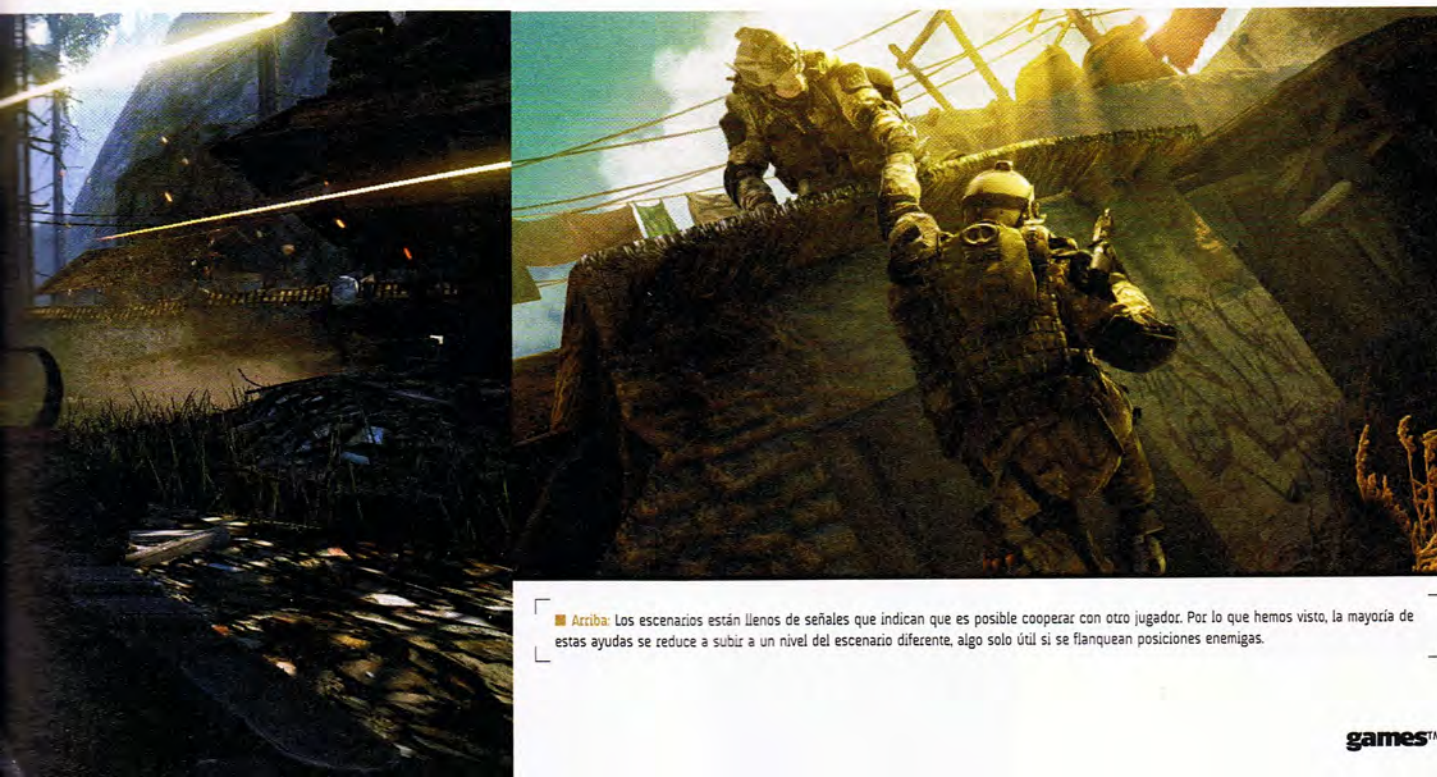 ■ Arriba: Los escenarios están llenos de señales que indican que es posible cooperar con otro jugador. Por lo que hemos visto, la mayoría de
estas ayudas se reduce a subir a un nivel del escenario diferente, algo solo útil si se flanquean posiciones enemigas.
games™